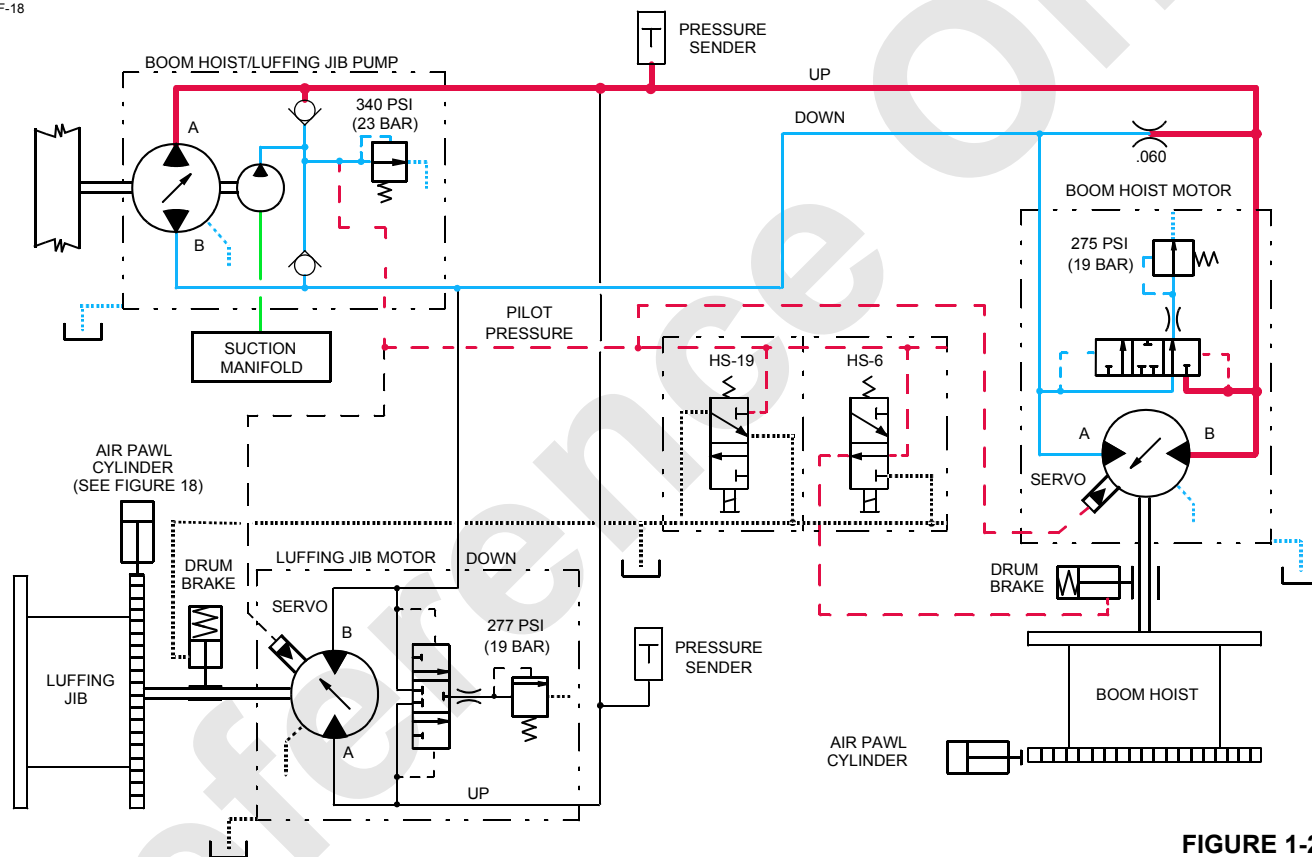 F-18
PRESSURE
SENDER
BOOM HOIST/LUFFING JIB PUMP
UP
340 PSI
(23 BAR)
A
DOWN
.060
BOOM HOIST MOTOR
B
275 PSI
(19 BAR)
PILOT
PRESSURE
SUCTION
MANIFOLD
HS-19
HS-6
A
B
SERVO
AIR PAWL
CYLINDER
(SEE FIGURE 18)
DRUM
BRAKE
LUFFING JIB MOTOR
DOWN
DRUM
BRAKE
SERVO
B
277 PSI
(19 BAR)
PRESSURE
SENDER
LUFFING
JIB
BOOM HOIST
A
AIR PAWL
CYLINDER
UP
FIGURE 1-2